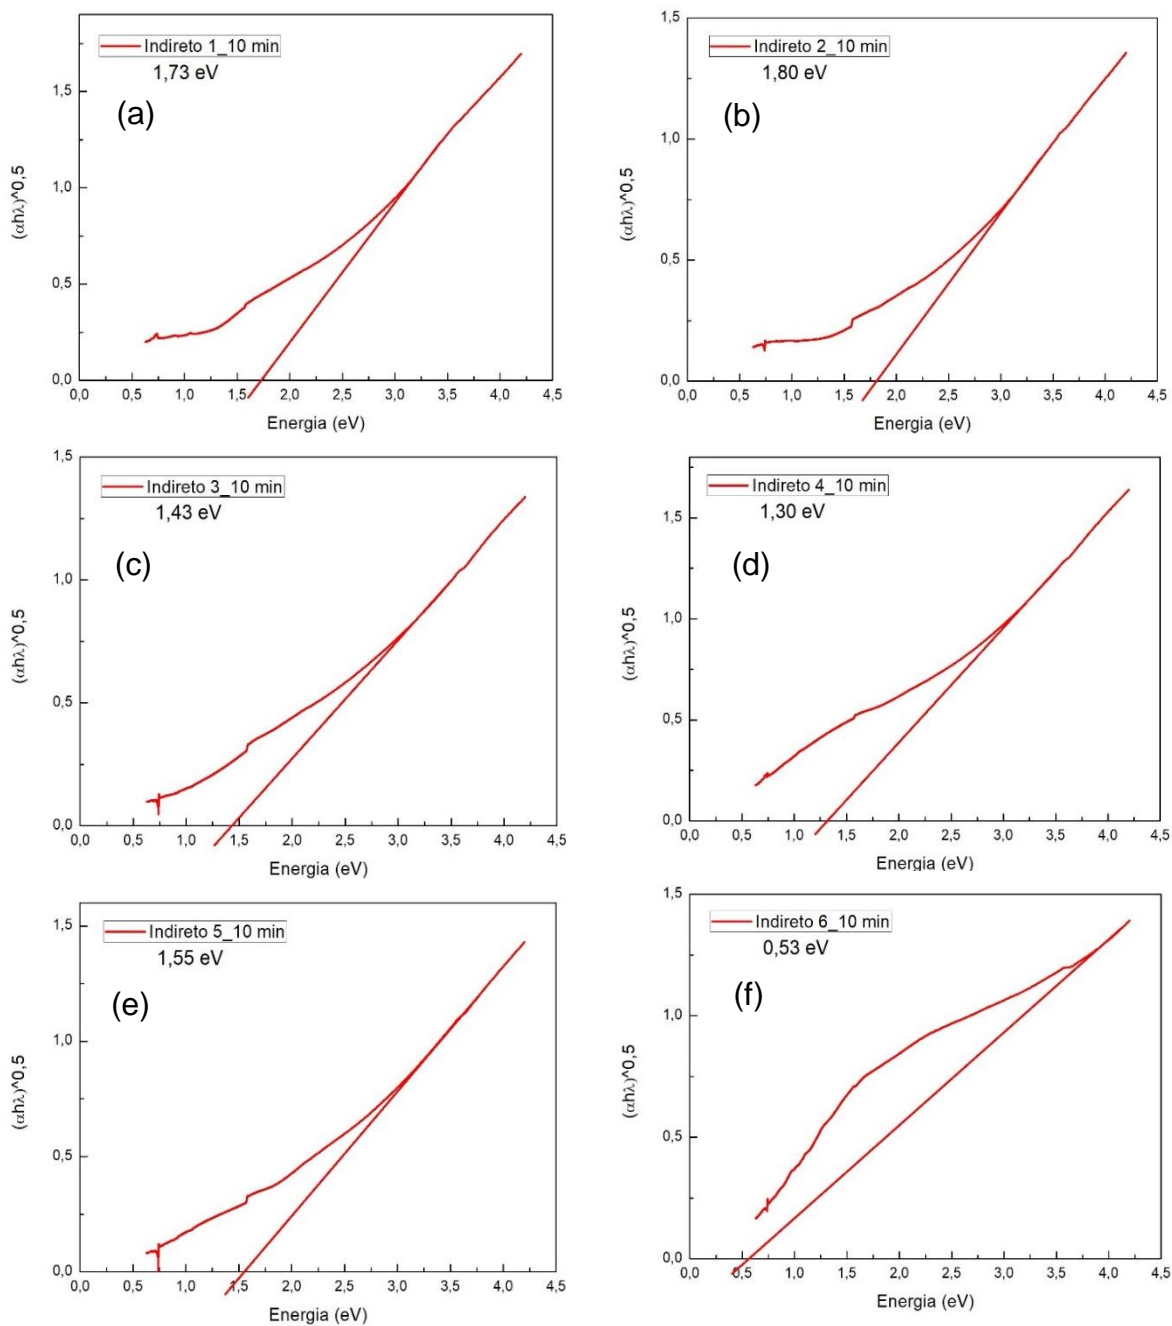 Indireto 1_10 min
1,73 eV
(a)
(αhλ)^0,5
1,5
1,0
0,5
0,0
0,0 0,5 1,0 1,5 2,0 2,5 3,0 3,5 4,0 4,5
Energia (eV)
Indireto 2_10 min
1,80 eV
(b)
(αhλ)^0,5
1,5
1,0
0,5
0,0
0,0 0,5 1,0 1,5 2,0 2,5 3,0 3,5 4,0 4,5
Energia (eV)
Indireto 3_10 min
1,43 eV
(c)
(αhλ)^0,5
1,5
1,0
0,5
0,0
0,0 0,5 1,0 1,5 2,0 2,5 3,0 3,5 4,0 4,5
Energia (eV)
Indireto 4_10 min
1,30 eV
(d)
(αhλ)^0,5
1,5
1,0
0,5
0,0
0,0 0,5 1,0 1,5 2,0 2,5 3,0 3,5 4,0 4,5
Energia (eV)
Indireto 5_10 min
1,55 eV
(e)
(αhλ)^0,5
1,5
1,0
0,5
0,0
0,0 0,5 1,0 1,5 2,0 2,5 3,0 3,5 4,0 4,5
Energia (eV)
Indireto 6_10 min
0,53 eV
(f)
(αhλ)^0,5
1,5
1,0
0,5
0,0
0,0 0,5 1,0 1,5 2,0 2,5 3,0 3,5 4,0 4,5
Energia (eV)